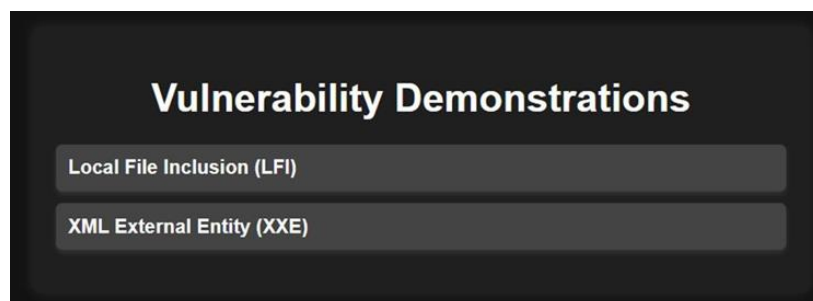 Vulnerability Demonstrations
Local File Inclusion (LFI)
XML External Entity (XXE)